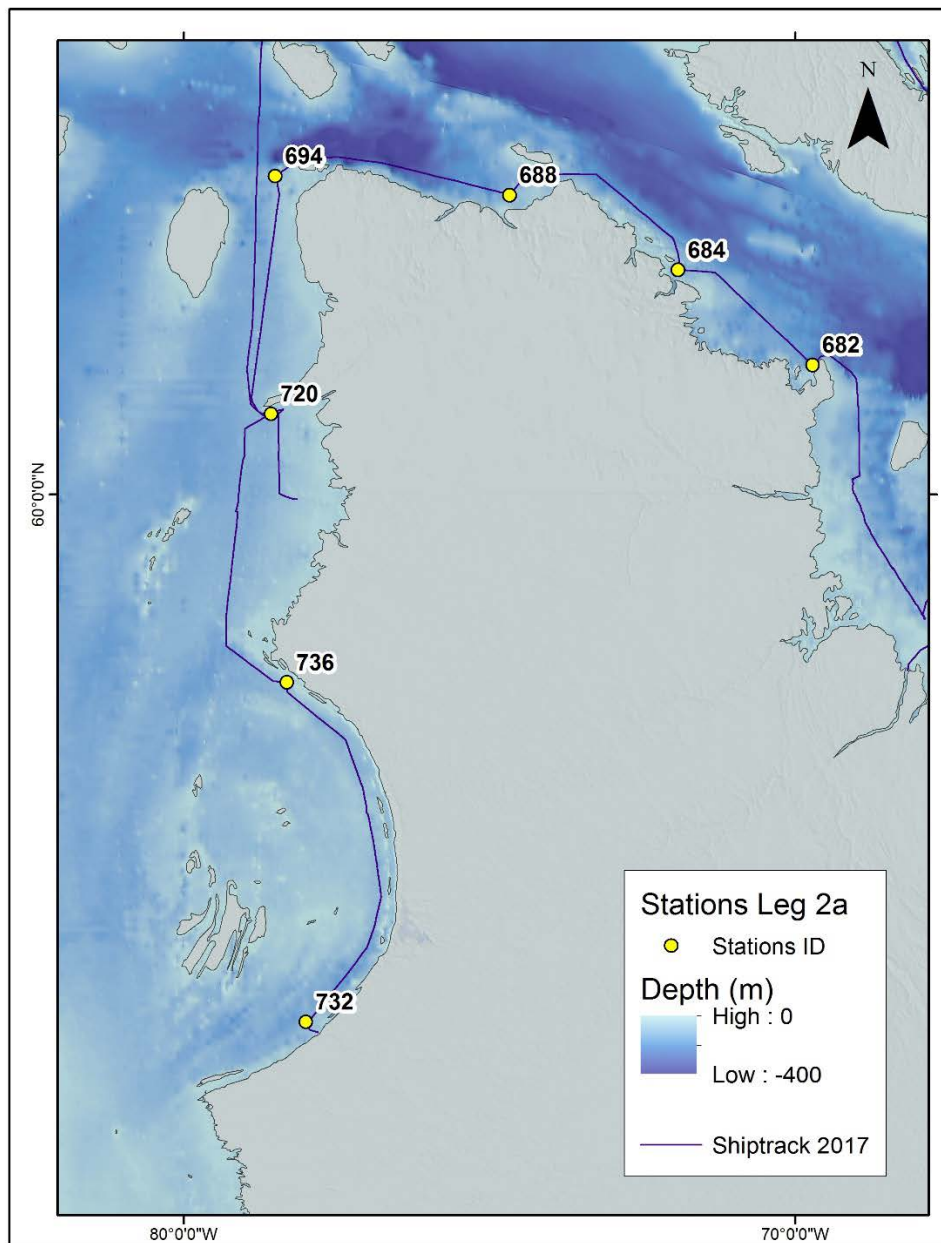 N
694
688
684
682
720
60°0'0"N
736
732
Stations Leg 2a
Stations ID
Depth (m)
High : 0
Low : -400
Shiptrack 2017
80°0'0"W
70°0'0"W